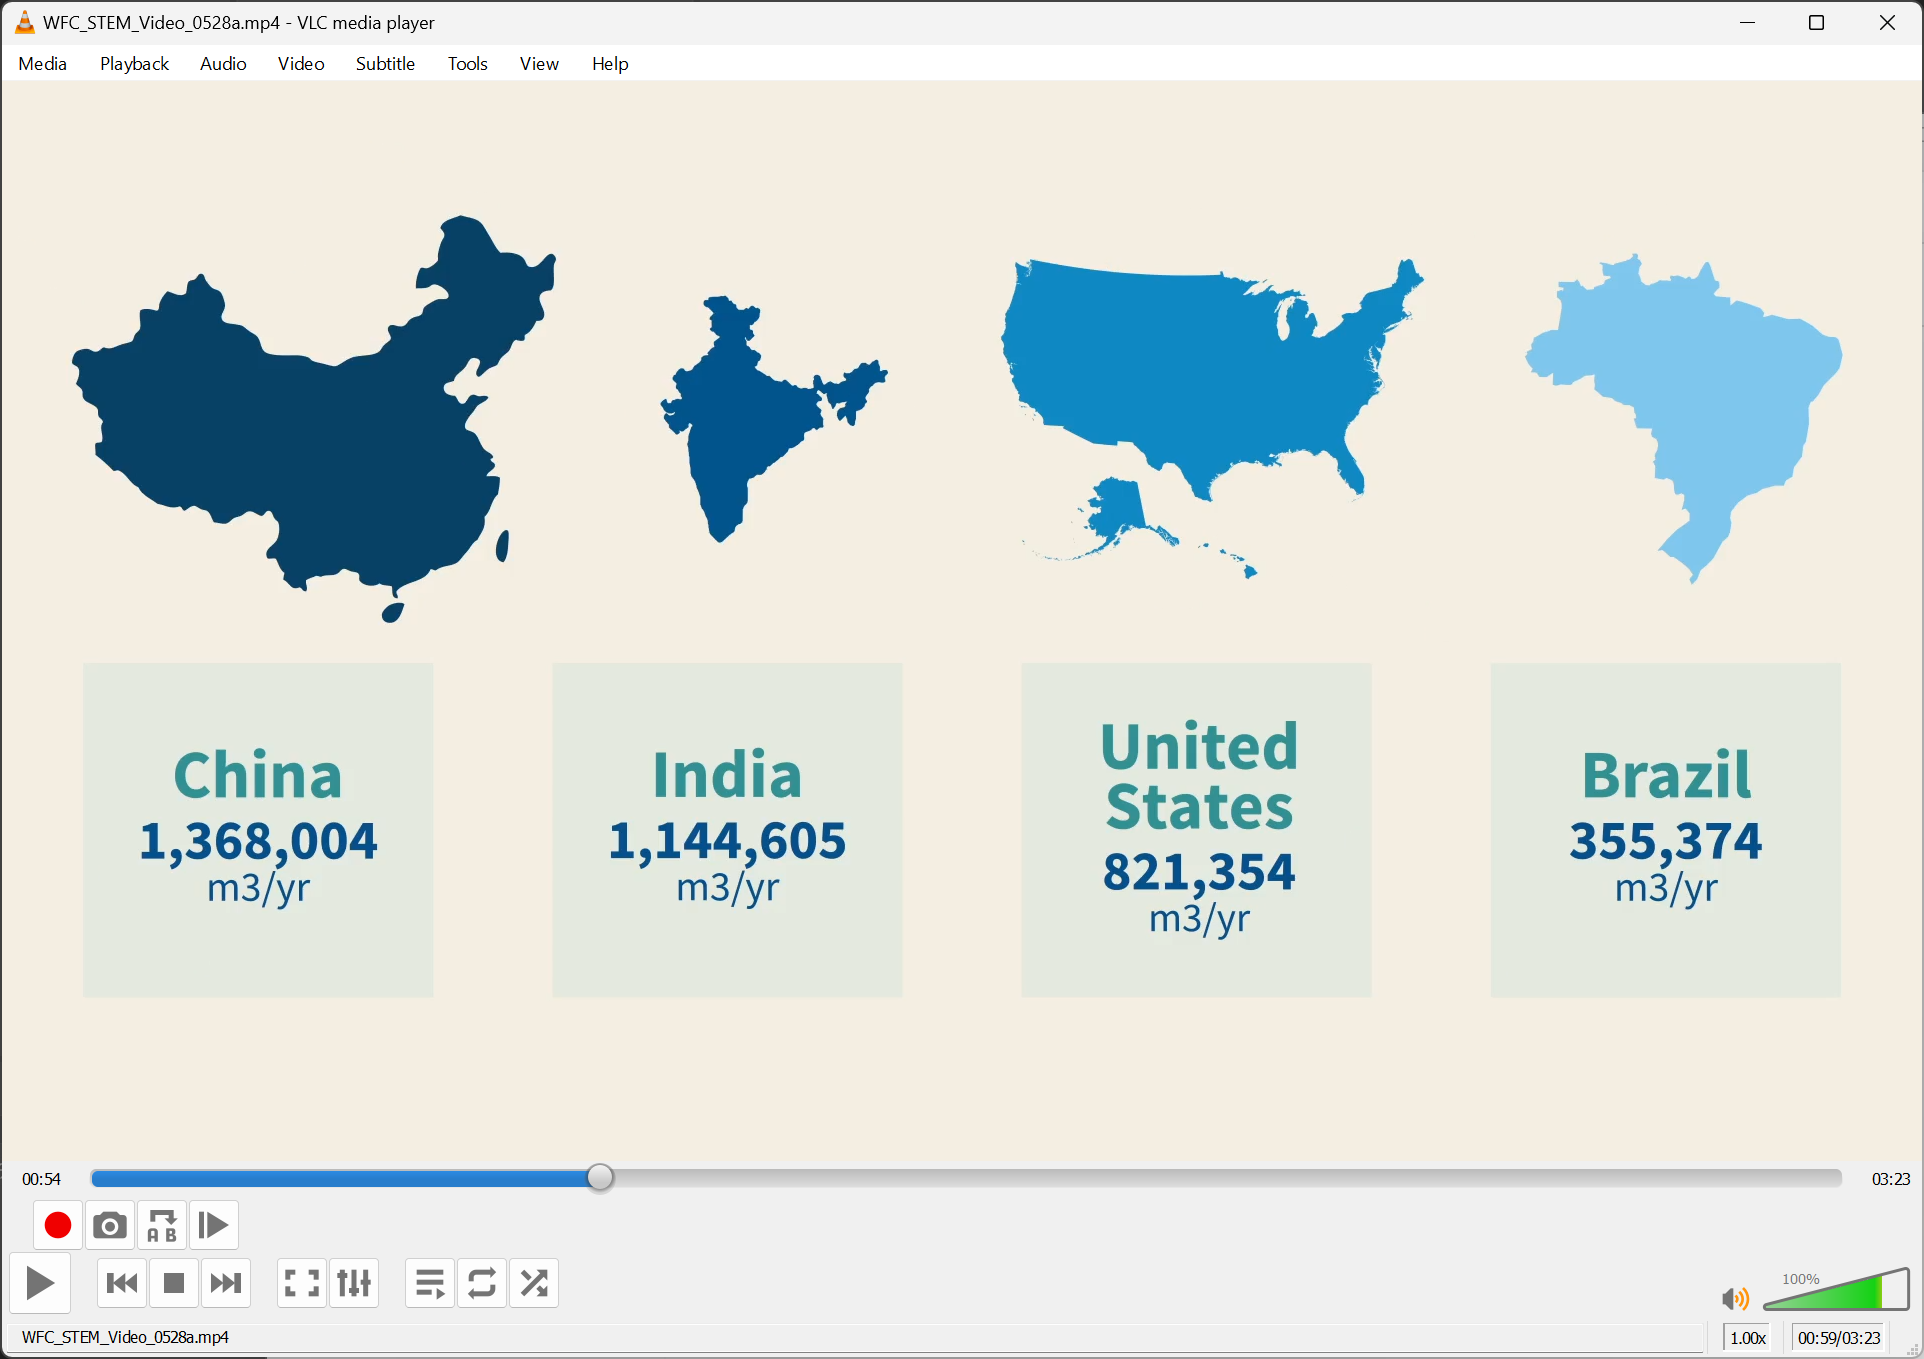 WFC_STEM_Video_0528a.mp4 - VLC media player
Media Playback Audio Video Subtitle Tools View Help
China
1,368,004
m3/yr
India
1,144,605
m3/yr
United
States
821,354
m3/yr
Brazil
355,374
m3/yr
00:54
03:23
A B
100%
WFC_STEM_Video_0528a.mp4
1.00x
00:59/03:23